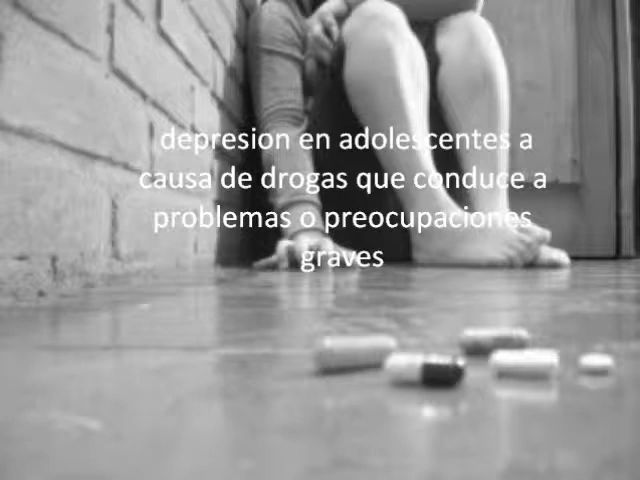 depresion en adolescentes a
causa de drogas que conduce a
problemas o preocupaciones
graves